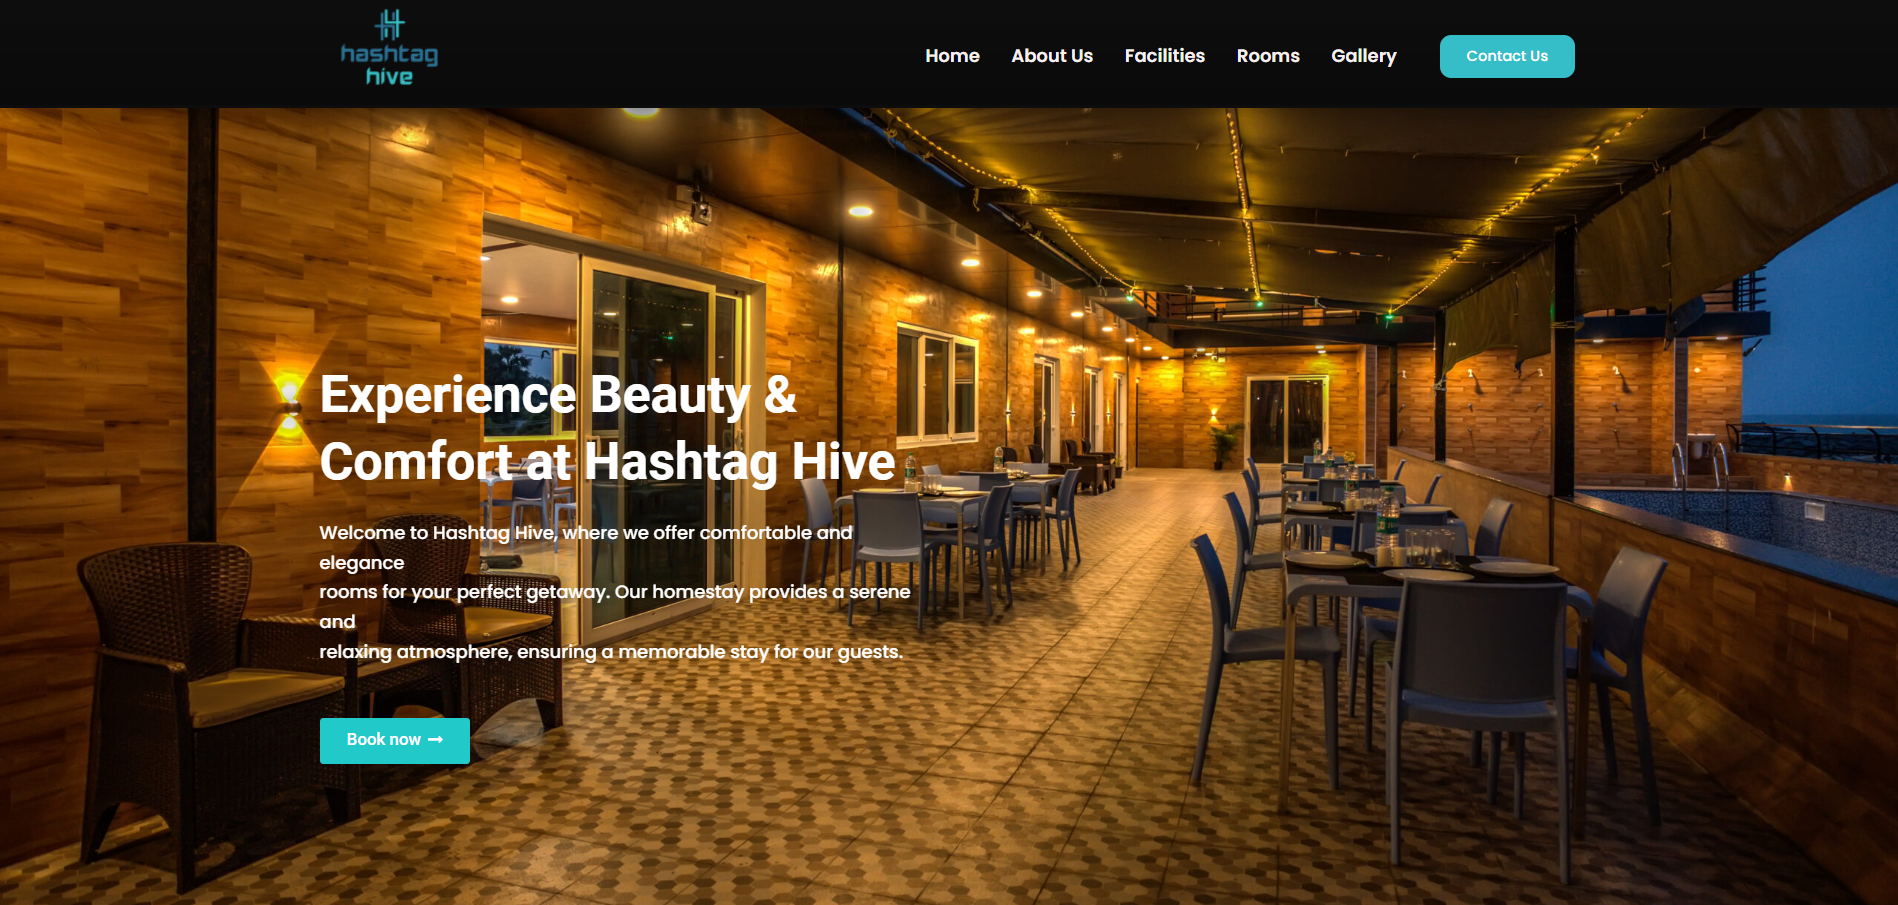 hashtag
hive
Home About Us Facilities Rooms Gallery Contact Us
Experience Beauty &
Comfort at Hashtag Hive
Welcome to Hashtag Hive, where we offer comfortable and
elegance
rooms for your perfect getaway. Our homestay provides a serene
and
relaxing atmosphere, ensuring a memorable stay for our guests.
Book now